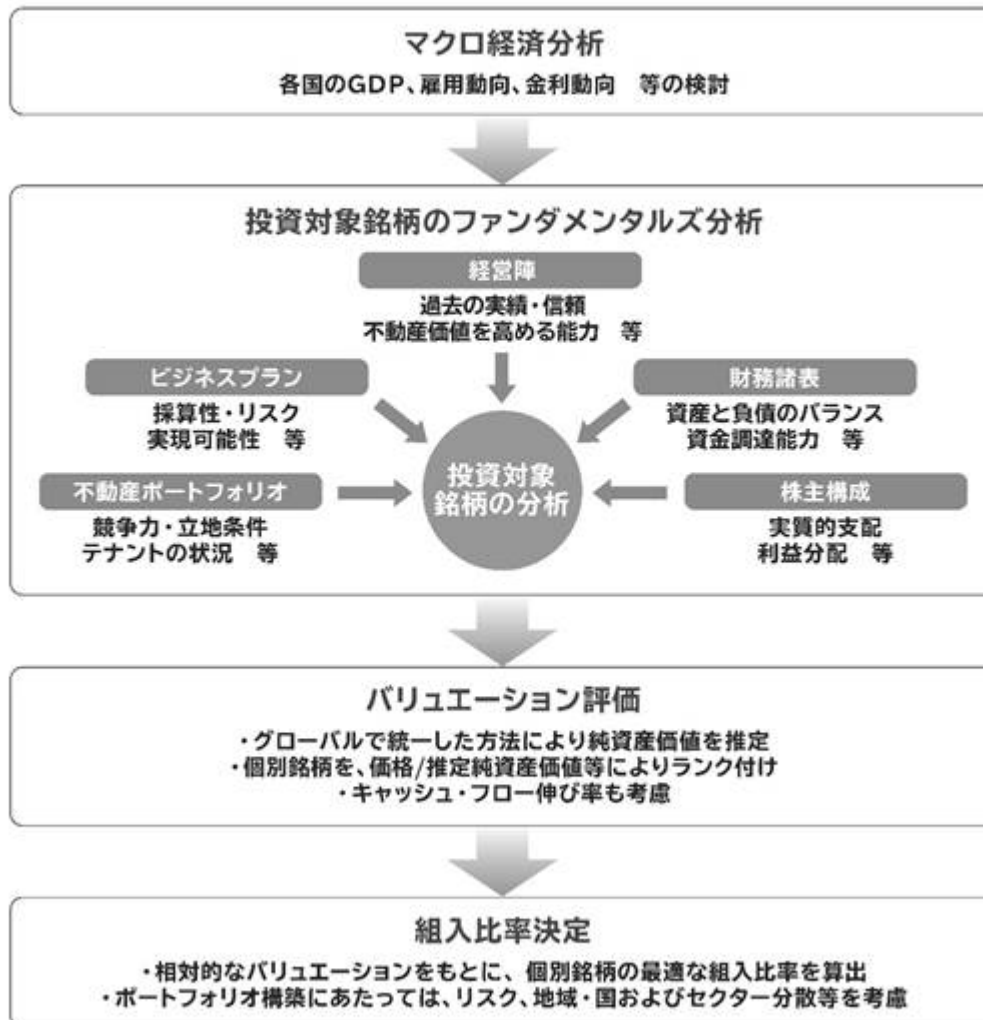 マクロ経済分析
各国のGDP、雇用動向、金利動向　等の検討
投資対象銘柄のファンダメンタルズ分析
経営陣
過去の実績・信頼
不動産価値を高める能力　等
ビジネスプラン
採算性・リスク
実現可能性　等
財務諸表
資産と負債のバランス
資金調達能力　等
不動産ポートフォリオ
競争力・立地条件
テナントの状況　等
投資対象
銘柄の分析
株主構成
実質的支配
利益分配　等
バリュエーション評価
・グローバルで統一した方法により純資産価値を推定
・個別銘柄を、価格/推定純資産価値等によりランク付け
・キャッシュ・フロー伸び率も考慮
組入比率決定
・相対的なバリュエーションをもとに、個別銘柄の最適な組入比率を算出
・ポートフォリオ構築にあたっては、リスク、地域・国およびセクター分散等を考慮